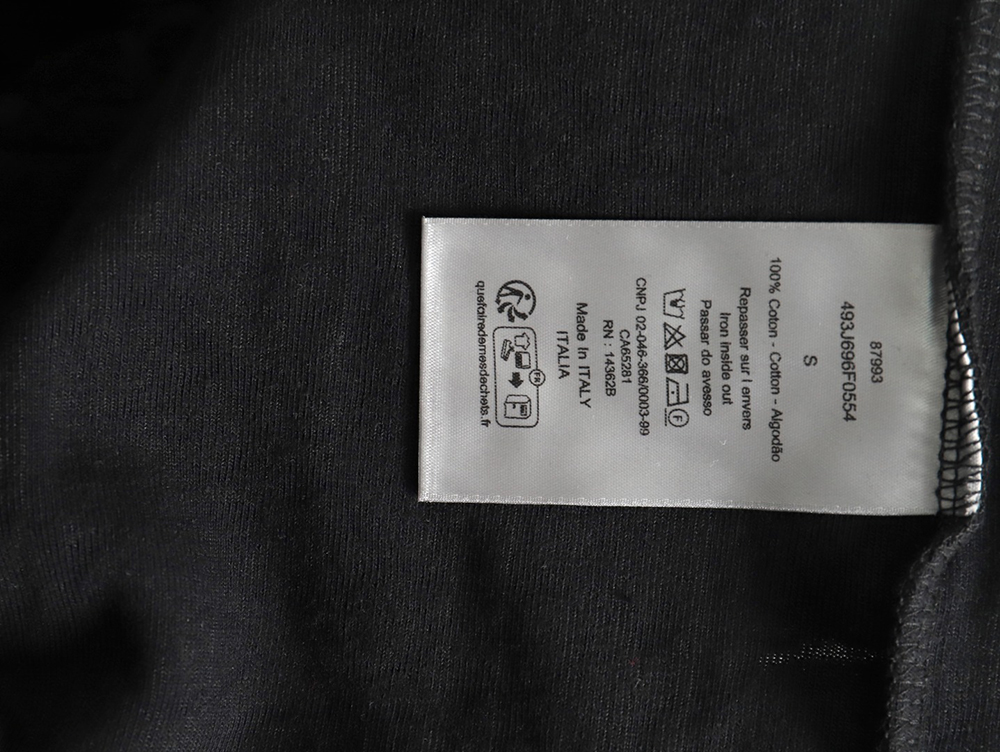 87993
493J696F0554
S
100% Coton - Cotton - Algodão
Repasser sur l envers
Iron inside out
Passar do avesso
F
CNPJ 02-046-366/0003-99
CA65281
RN : 14362B
Made In ITALY
ITALIA
FR
quefairedemesdechets.fr